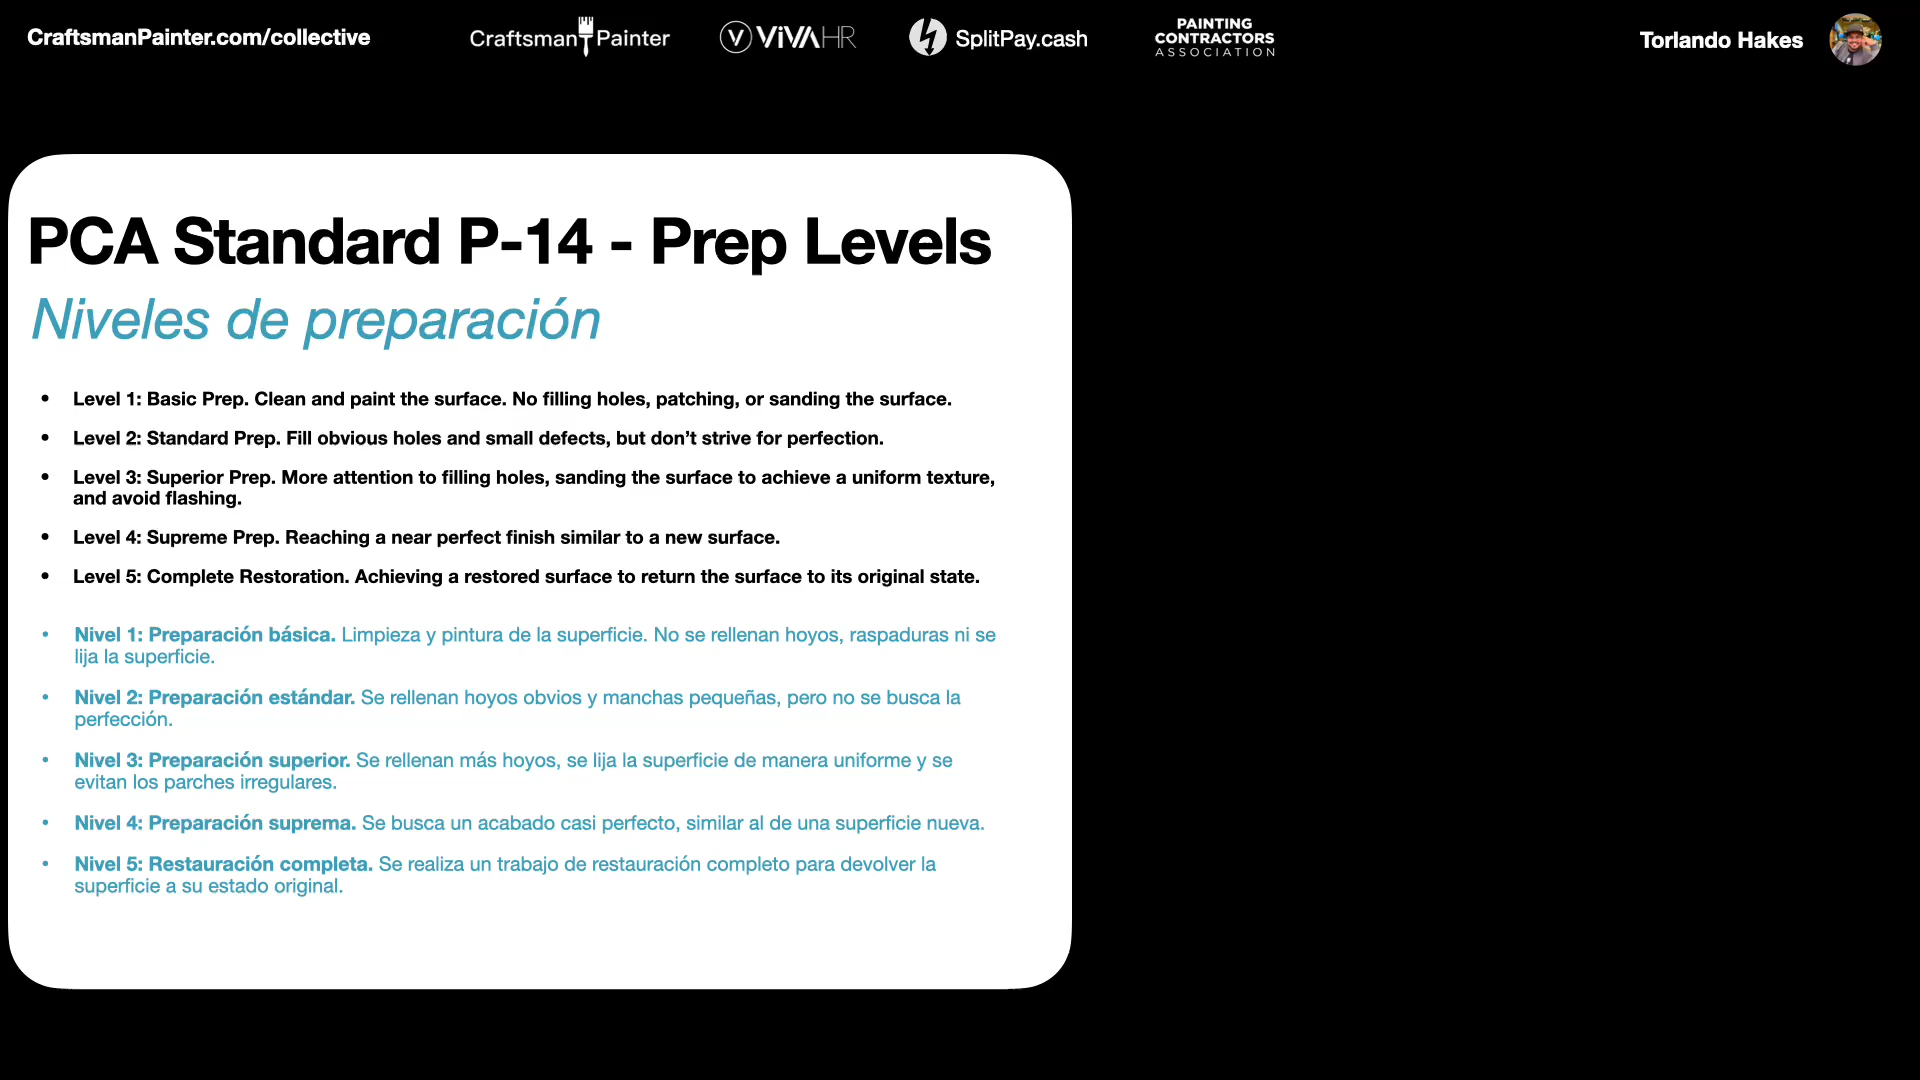 CraftsmanPainter.com/collective
Craftsman Painter
V ViVAHR
SplitPay.cash
PAINTING
CONTRACTORS
ASSOCIATION
Torlando Hakes
PCA Standard P-14 - Prep Levels
Niveles de preparación
• Level 1: Basic Prep. Clean and paint the surface. No filling holes, patching, or sanding the surface.
• Level 2: Standard Prep. Fill obvious holes and small defects, but don’t strive for perfection.
• Level 3: Superior Prep. More attention to filling holes, sanding the surface to achieve a uniform texture,
and avoid flashing.
• Level 4: Supreme Prep. Reaching a near perfect finish similar to a new surface.
• Level 5: Complete Restoration. Achieving a restored surface to return the surface to its original state.
• Nivel 1: Preparación básica. Limpieza y pintura de la superficie. No se rellenan hoyos, raspaduras ni se
lija la superficie.
• Nivel 2: Preparación estándar. Se rellenan hoyos obvios y manchas pequeñas, pero no se busca la
perfección.
• Nivel 3: Preparación superior. Se rellenan más hoyos, se lija la superficie de manera uniforme y se
evitan los parches irregulares.
• Nivel 4: Preparación suprema. Se busca un acabado casi perfecto, similar al de una superficie nueva.
• Nivel 5: Restauración completa. Se realiza un trabajo de restauración completo para devolver la
superficie a su estado original.